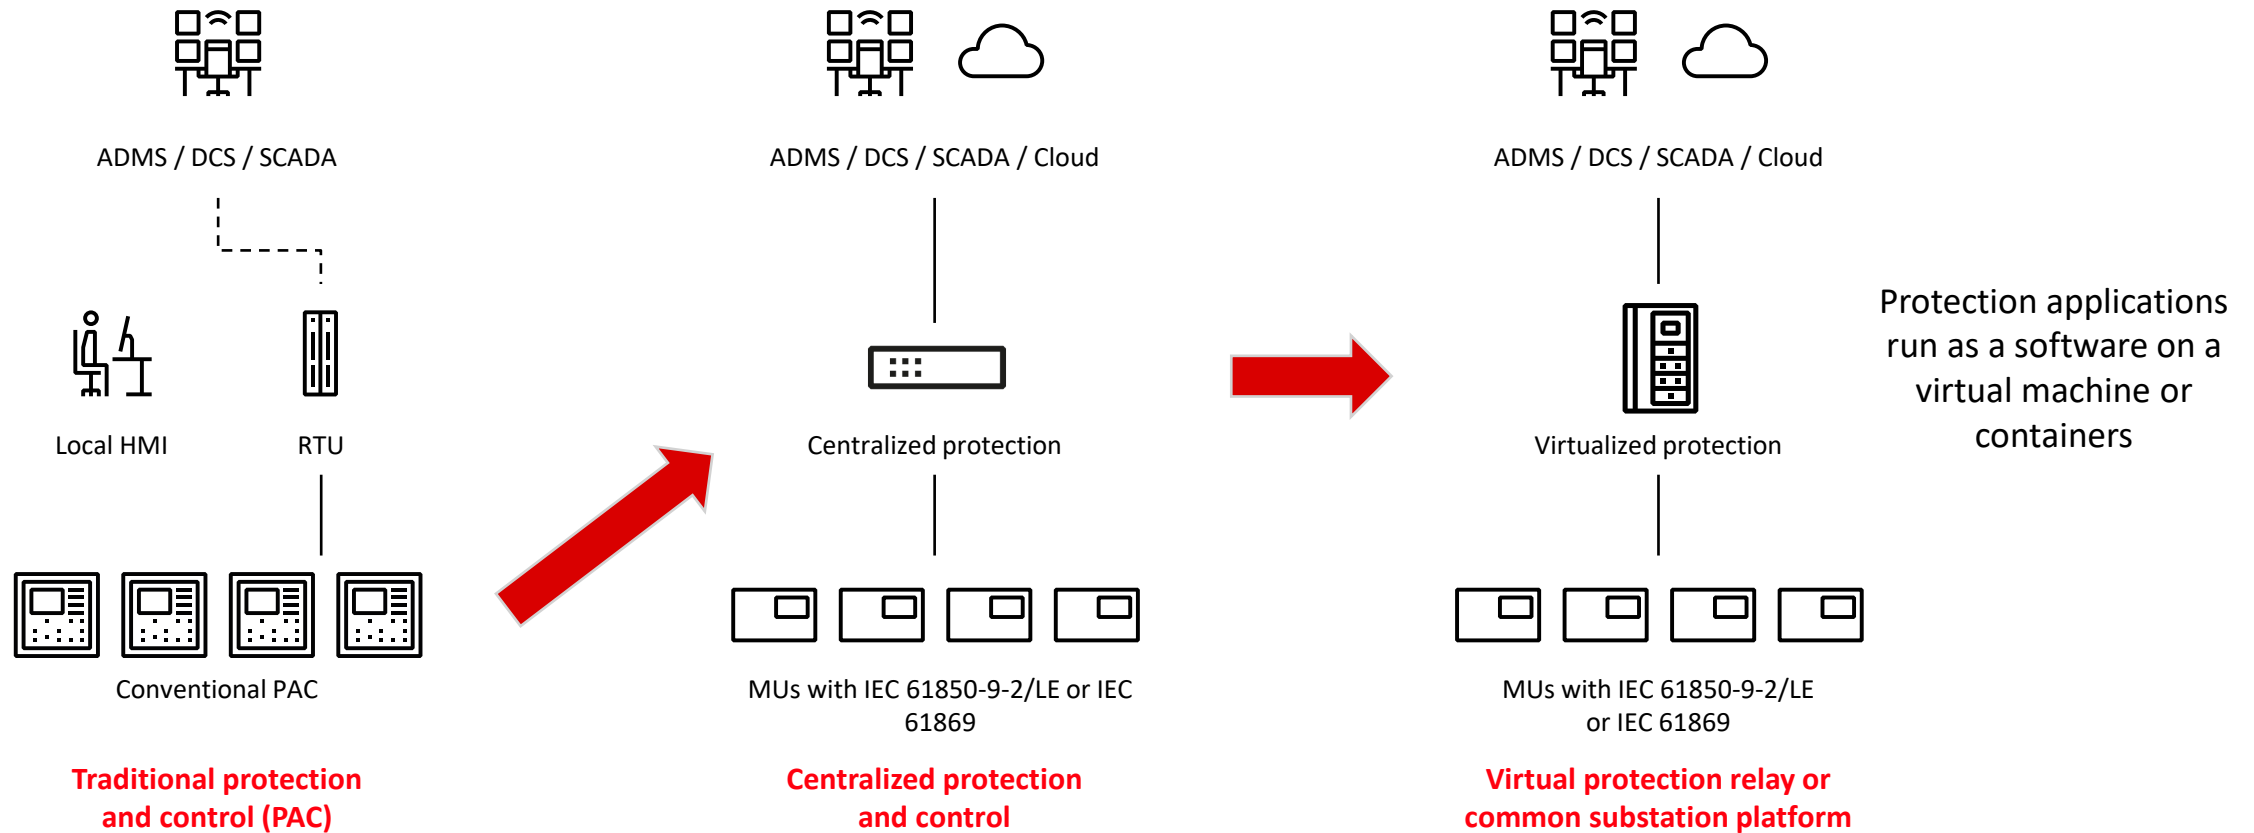 ADMS / DCS / SCADA
Local HMI
RTU
Conventional PAC
Traditional protection
and control (PAC)
ADMS / DCS / SCADA / Cloud
Centralized protection
MUs with IEC 61850-9-2/LE or IEC
61869
Centralized protection
and control
ADMS / DCS / SCADA / Cloud
Virtualized protection
MUs with IEC 61850-9-2/LE
or IEC 61869
Virtual protection relay or
common substation platform
Protection applications
run as a software on a
virtual machine or
containers